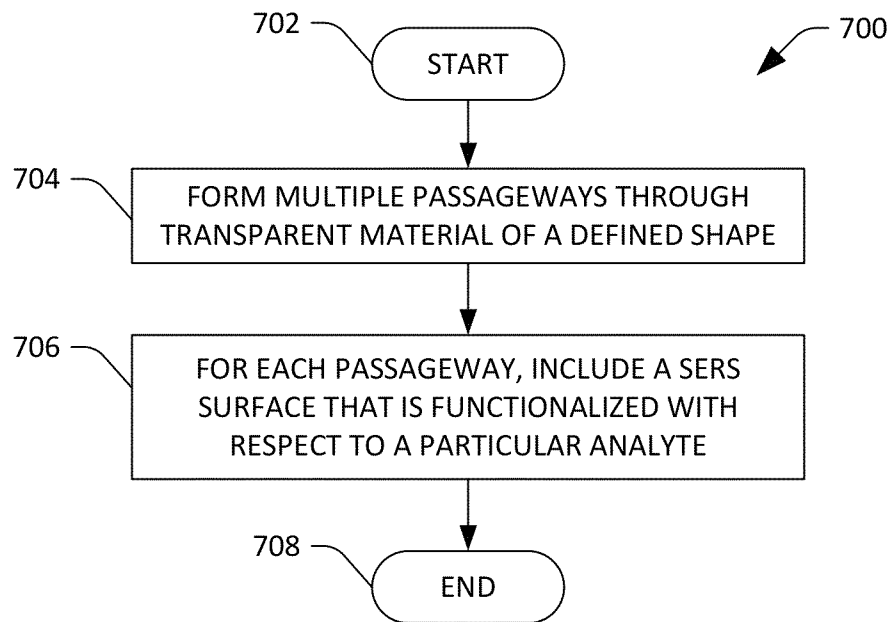 702
START
700
704
FORM MULTIPLE PASSAGEWAYS THROUGH
TRANSPARENT MATERIAL OF A DEFINED SHAPE
706
FOR EACH PASSAGEWAY, INCLUDE A SERS
SURFACE THAT IS FUNCTIONALIZED WITH
RESPECT TO A PARTICULAR ANALYTE
708
END